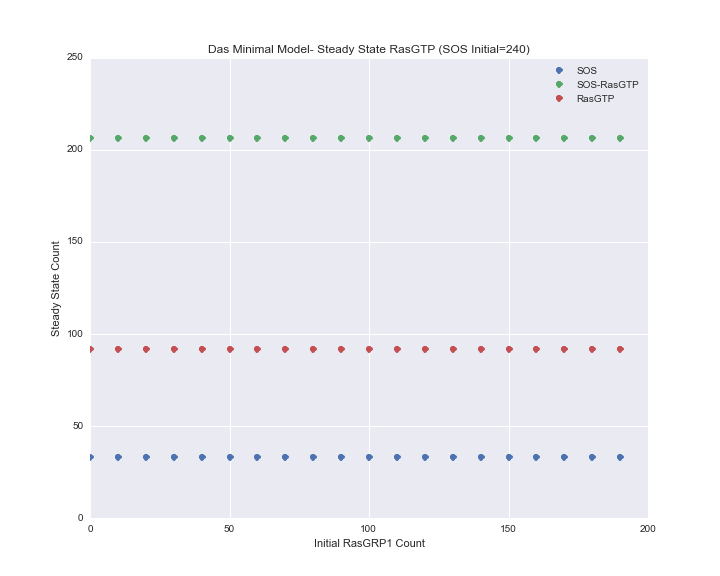 Das Minimal Model- Steady State RasGTP (SOS Initial=240)
250
200
150
100
50
0
Steady State Count
SOS
SOS-RasGTP
RasGTP
0 50 100 150 200
Initial RasGRP1 Count